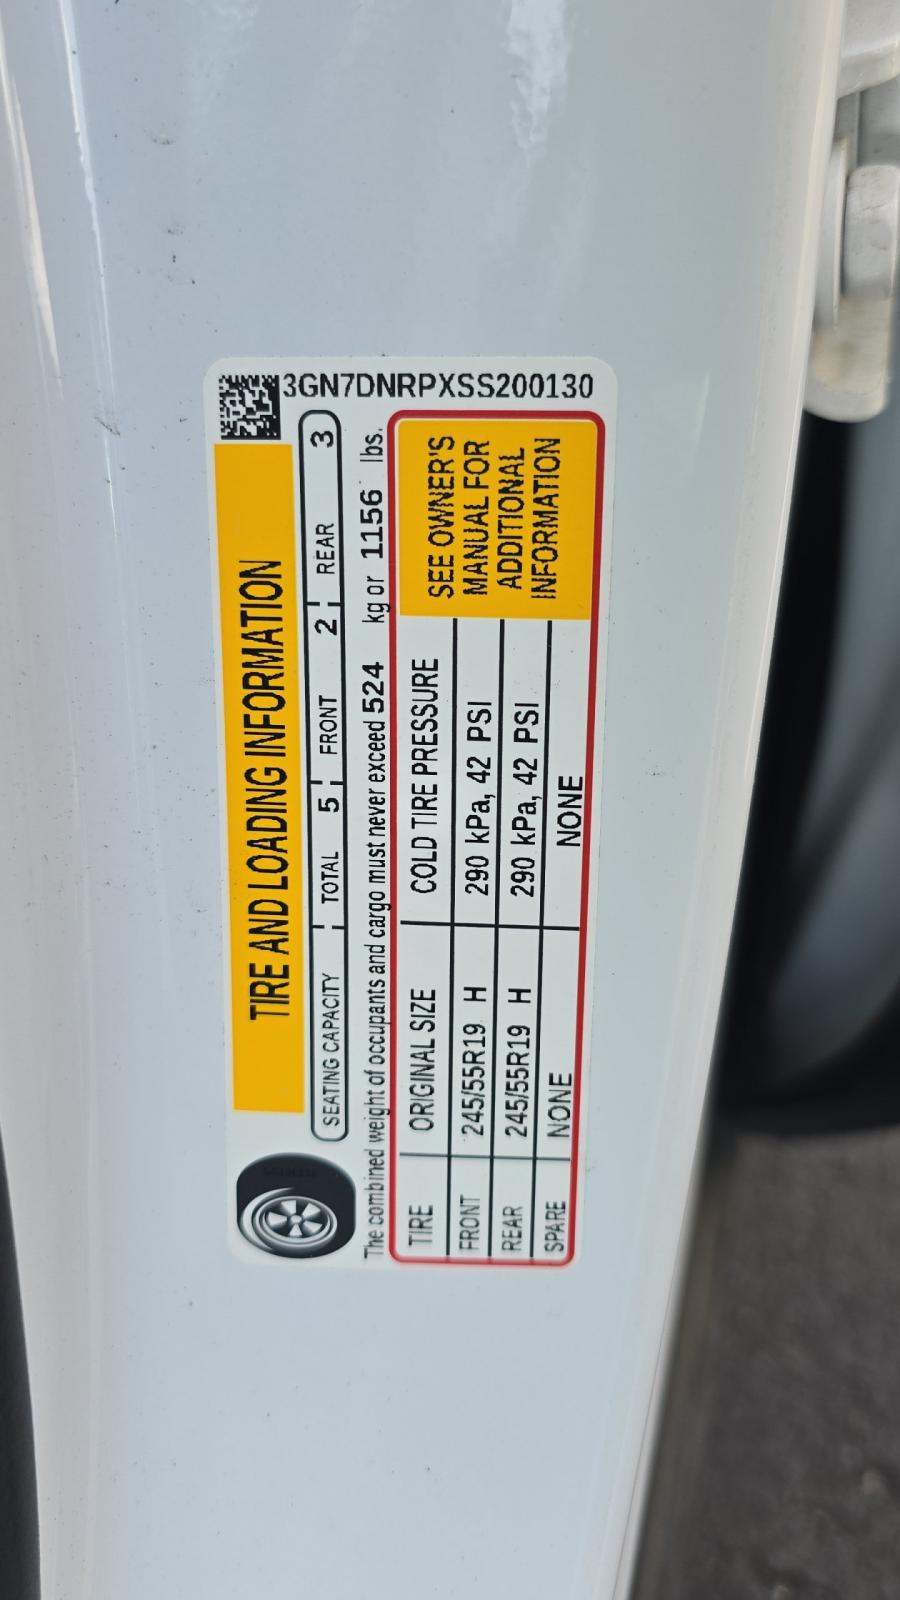 3GN7DNRPXSS200130
TIRE AND LOADING INFORMATION
SEATING CAPACITY TOTAL 5 FRONT 2 REAR 3
The combined weight of occupants and cargo must never exceed 524 kg or 1156 lbs.
TIRE ORIGINAL SIZE COLD TIRE PRESSURE
FRONT 245/55R19 H 290 kPa, 42 PSI
REAR 245/55R19 H 290 kPa, 42 PSI
SPARE NONE NONE
SEE OWNER'S
MANUAL FOR
ADDITIONAL
INFORMATION